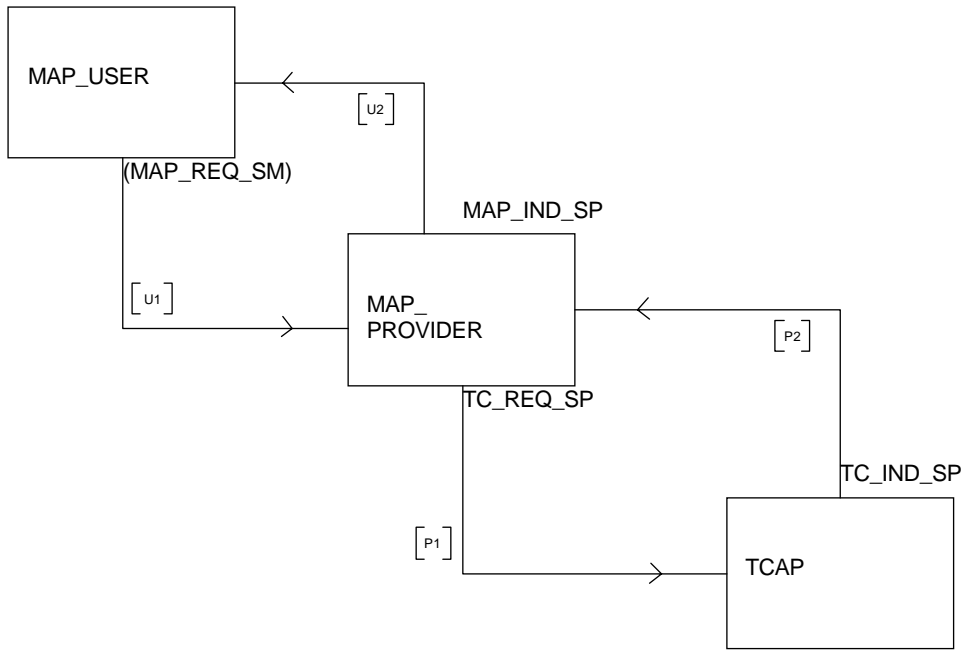 MAP_USER
[U2]
(MAP_REQ_SM)
MAP_IND_SP
[U1]
MAP_
PROVIDER
[P2]
TC_REQ_SP
TC_IND_SP
[P1]
TCAP